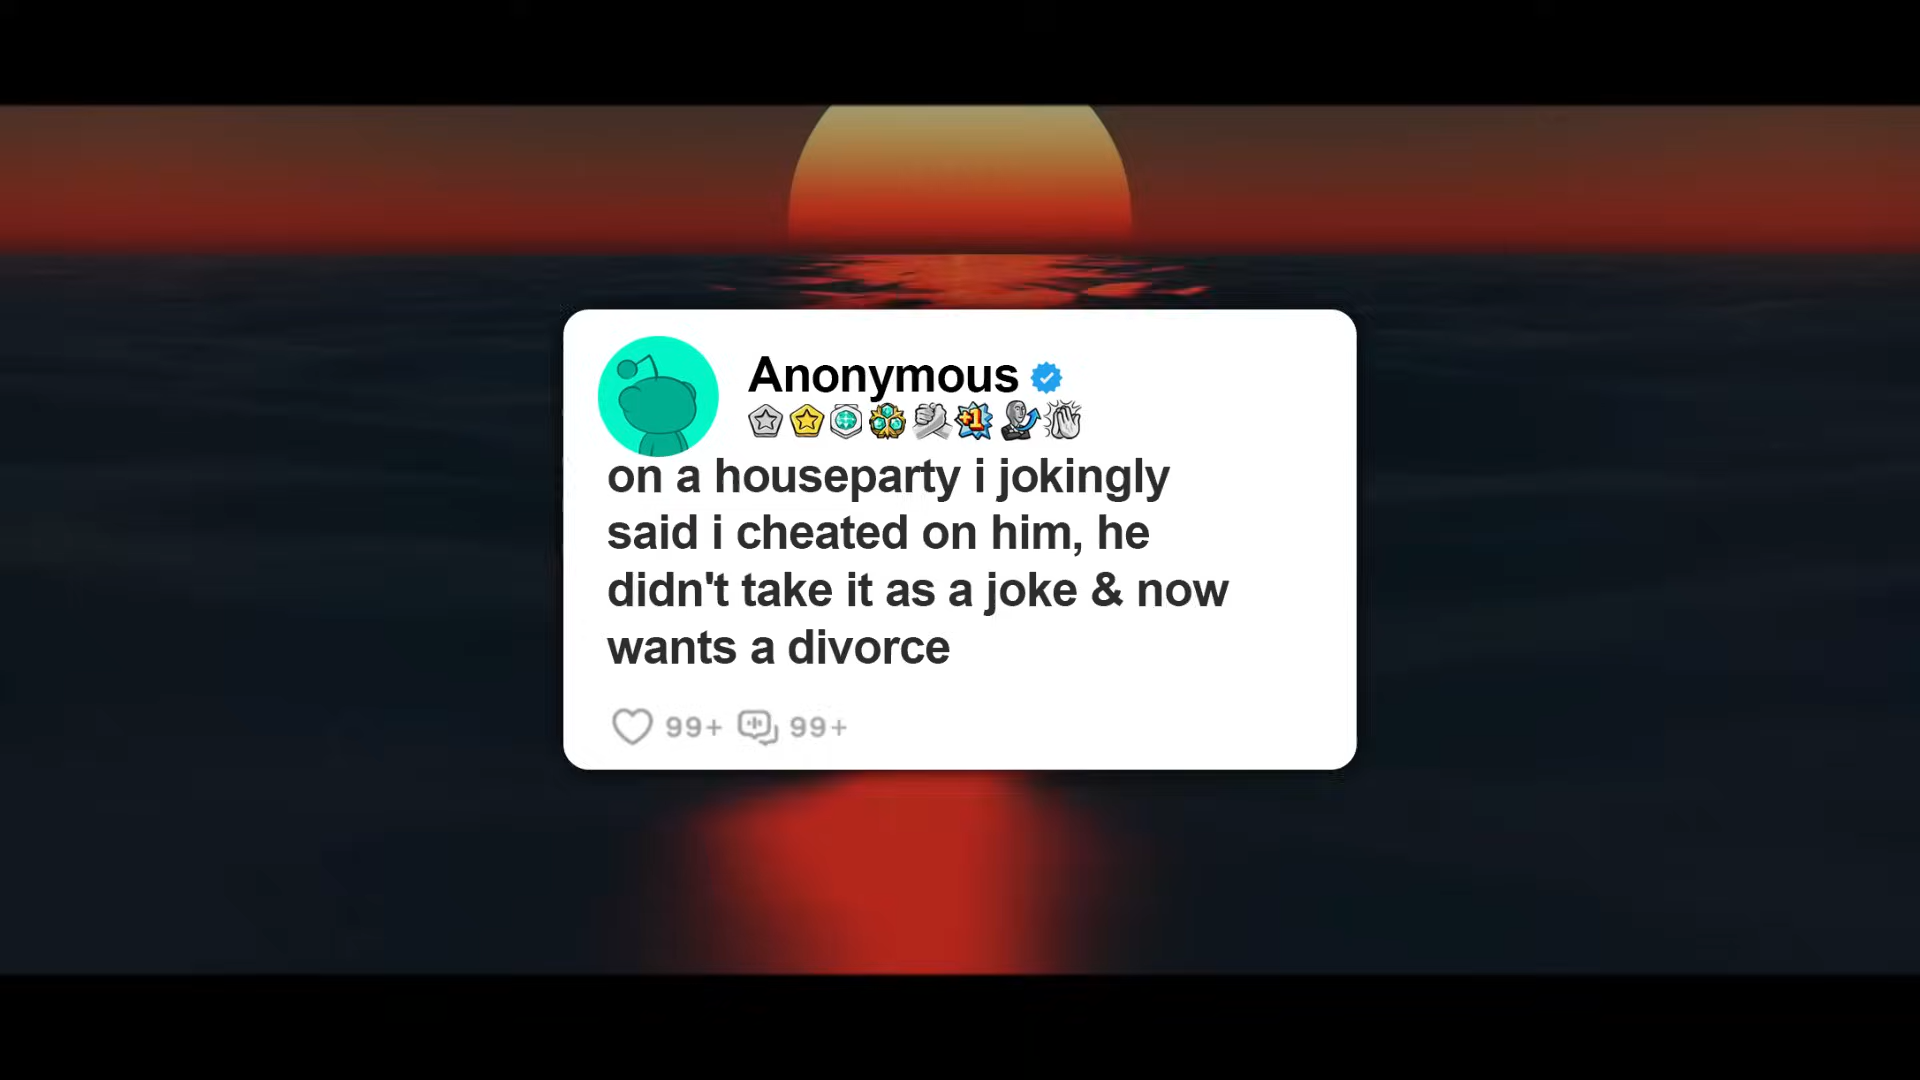 Anonymous
+1
on a houseparty i jokingly
said i cheated on him, he
didn't take it as a joke & now
wants a divorce
99+ 99+